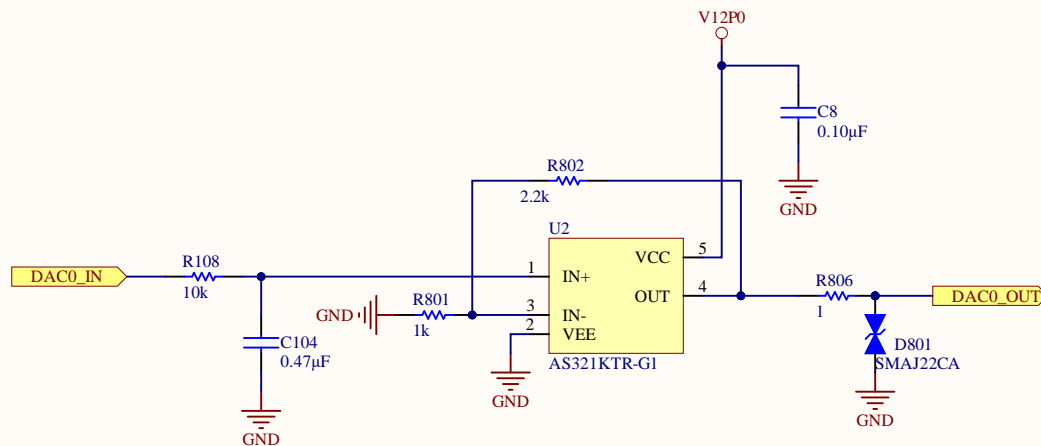 V12P0
C8
0.10µF
GND
R802
2.2k
U2
VCC
5
DAC0_IN
R108
10k
1
IN+
OUT
4
R806
1
DAC0_OUT
GND
R801
1k
3
IN-
2
VEE
C104
0.47µF
D801
SMAJ22CA
AS321KTR-G1
GND
GND
GND